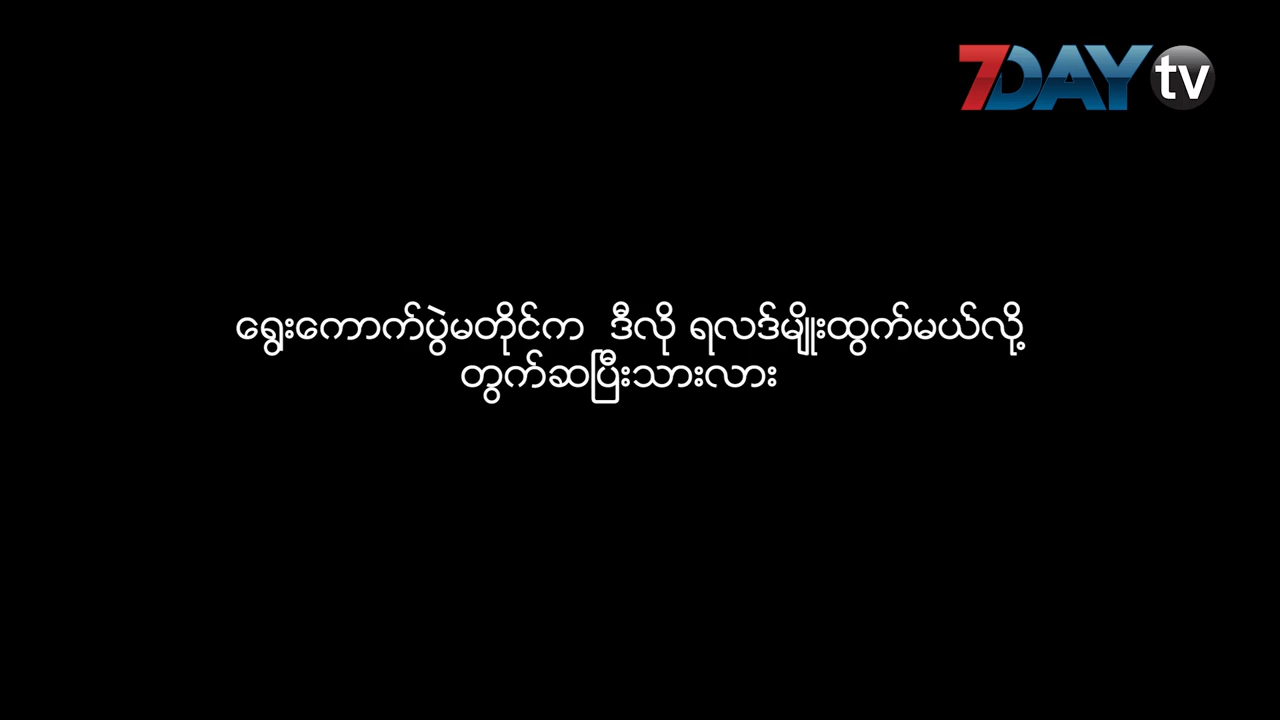 7DAY tv
ရွေးကောက်ပွဲမတိုင်က ဒီလို ရလဒ်မျိုးထွက်မယ်လို့
တွက်ဆပြီးသားလား